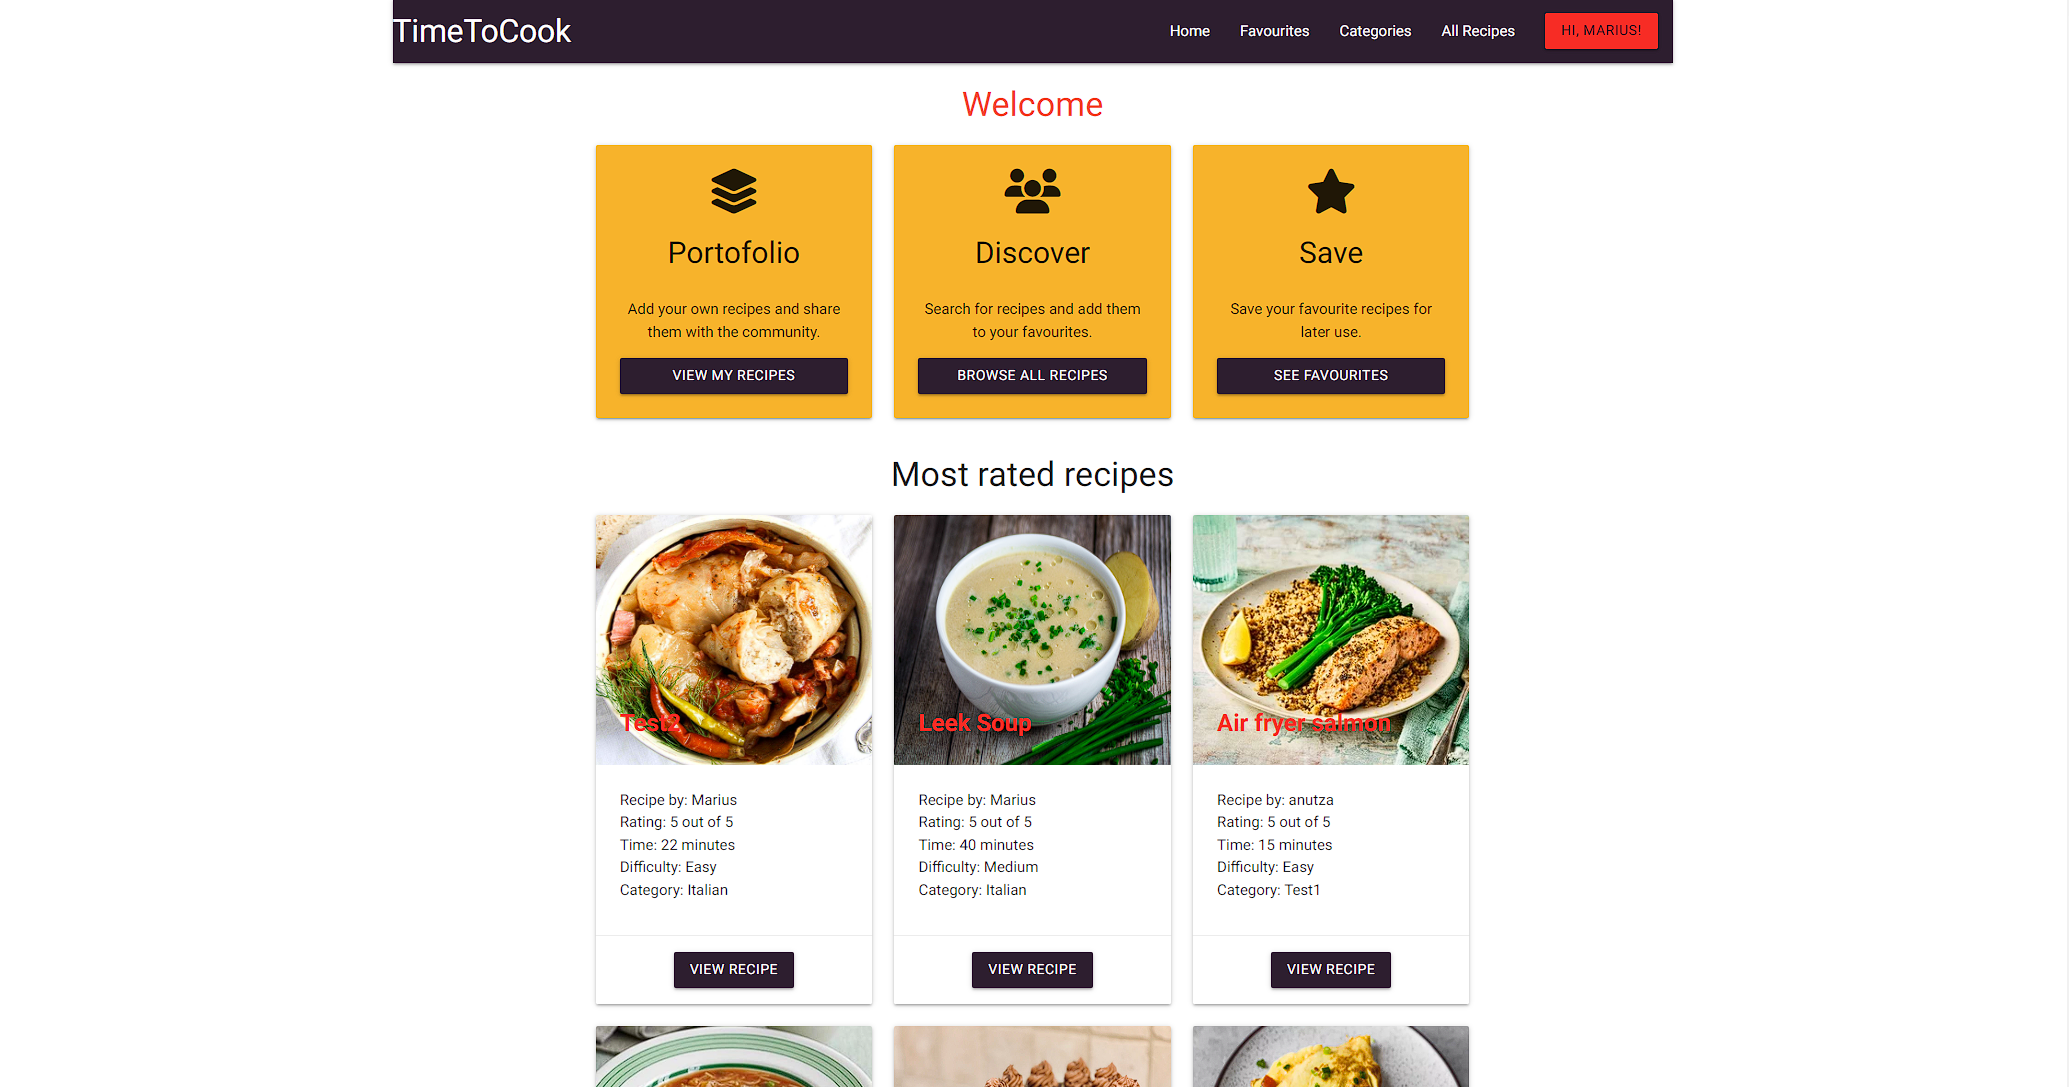 TimeToCook
Home
Favourites
Categories
All Recipes
HI, MARIUS!
Welcome
Portofolio
Add your own recipes and share
them with the community.
VIEW MY RECIPES
Discover
Search for recipes and add them
to your favourites.
BROWSE ALL RECIPES
Save
Save your favourite recipes for
later use.
SEE FAVOURITES
Most rated recipes
Test2
Recipe by: Marius
Rating: 5 out of 5
Time: 22 minutes
Difficulty: Easy
Category: Italian
VIEW RECIPE
Leek Soup
Recipe by: Marius
Rating: 5 out of 5
Time: 40 minutes
Difficulty: Medium
Category: Italian
VIEW RECIPE
Air fryer salmon
Recipe by: anutza
Rating: 5 out of 5
Time: 15 minutes
Difficulty: Easy
Category: Test1
VIEW RECIPE